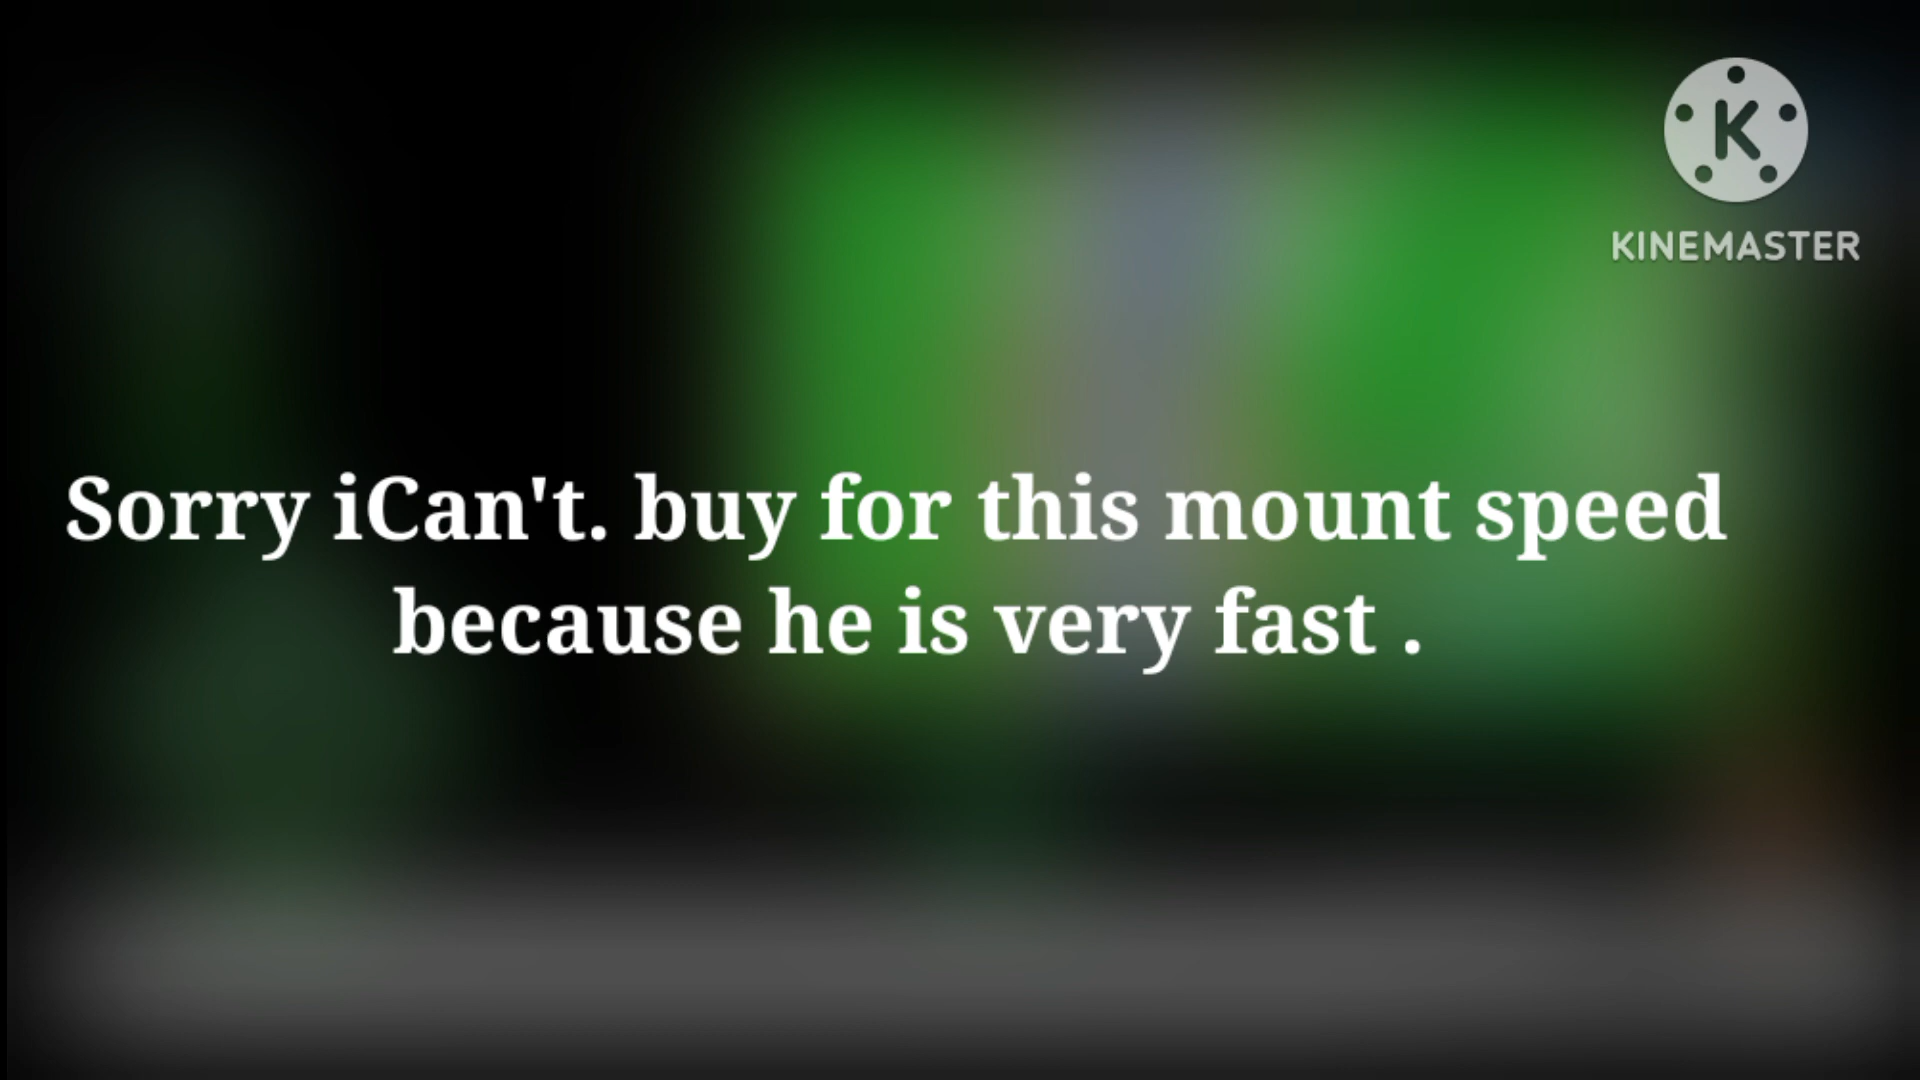 K
KINEMASTER
Sorry iCan't. buy for this mount speed
because he is very fast .